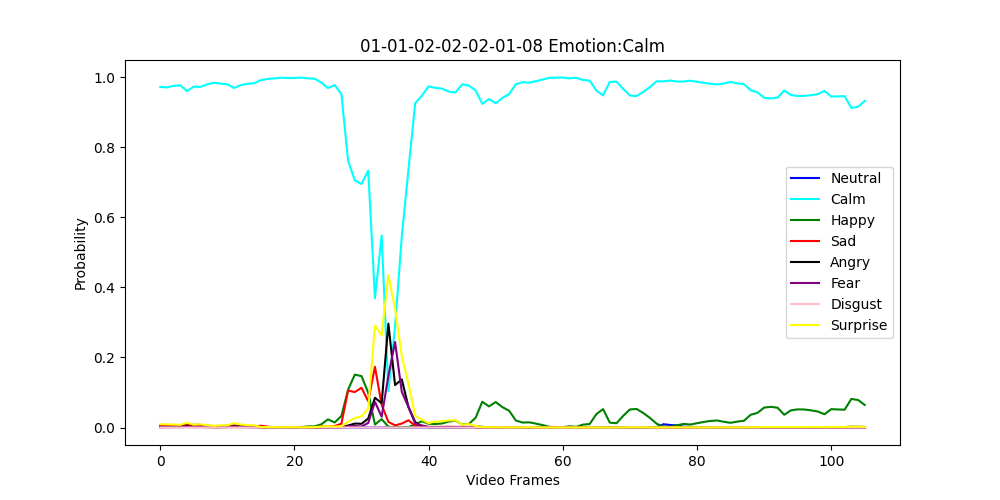 01-01-02-02-02-01-08 Emotion:Calm
1.0
0.8
0.6
0.4
0.2
0.0
Probability
Neutral
Calm
Happy
Sad
Angry
Fear
Disgust
Surprise
0 20 40 60 80 100
Video Frames